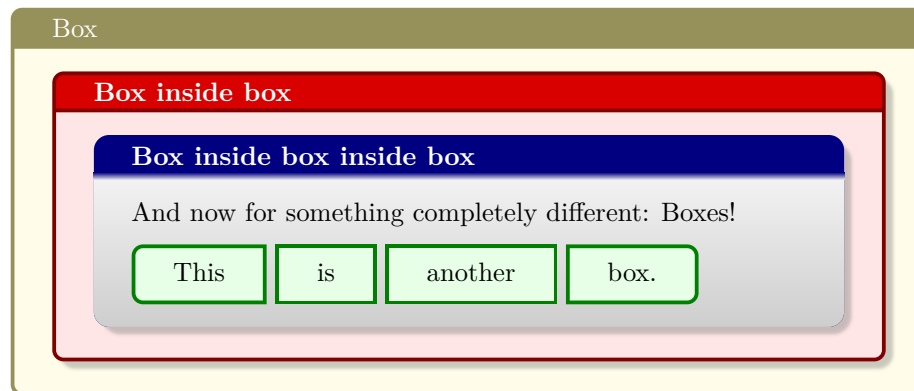 Box
Box inside box
Box inside box inside box
And now for something completely different: Boxes!
This is another box.